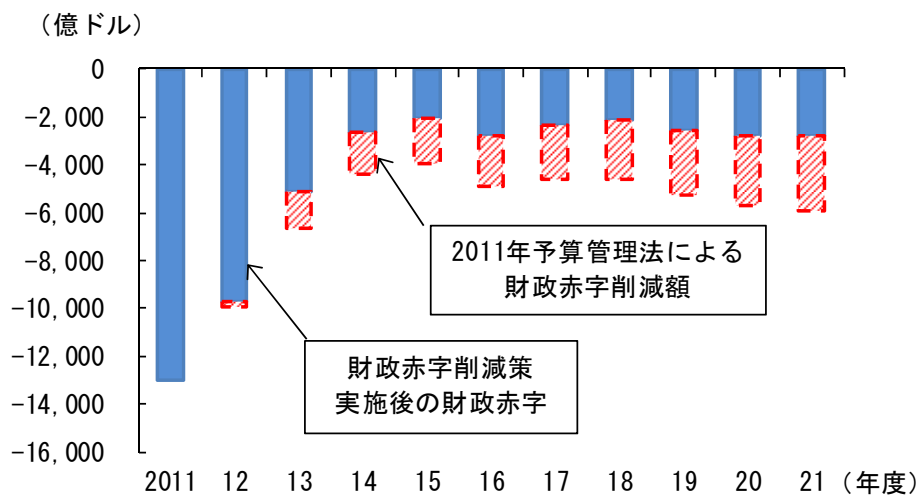 （億ドル）
0
-2,000
-4,000
-6,000
-8,000
-10,000
-12,000
-14,000
-16,000
2011年予算管理法による
財政赤字削減額
財政赤字削減策
実施後の財政赤字
2011 12 13 14 15 16 17 18 19 20 21 （年度）